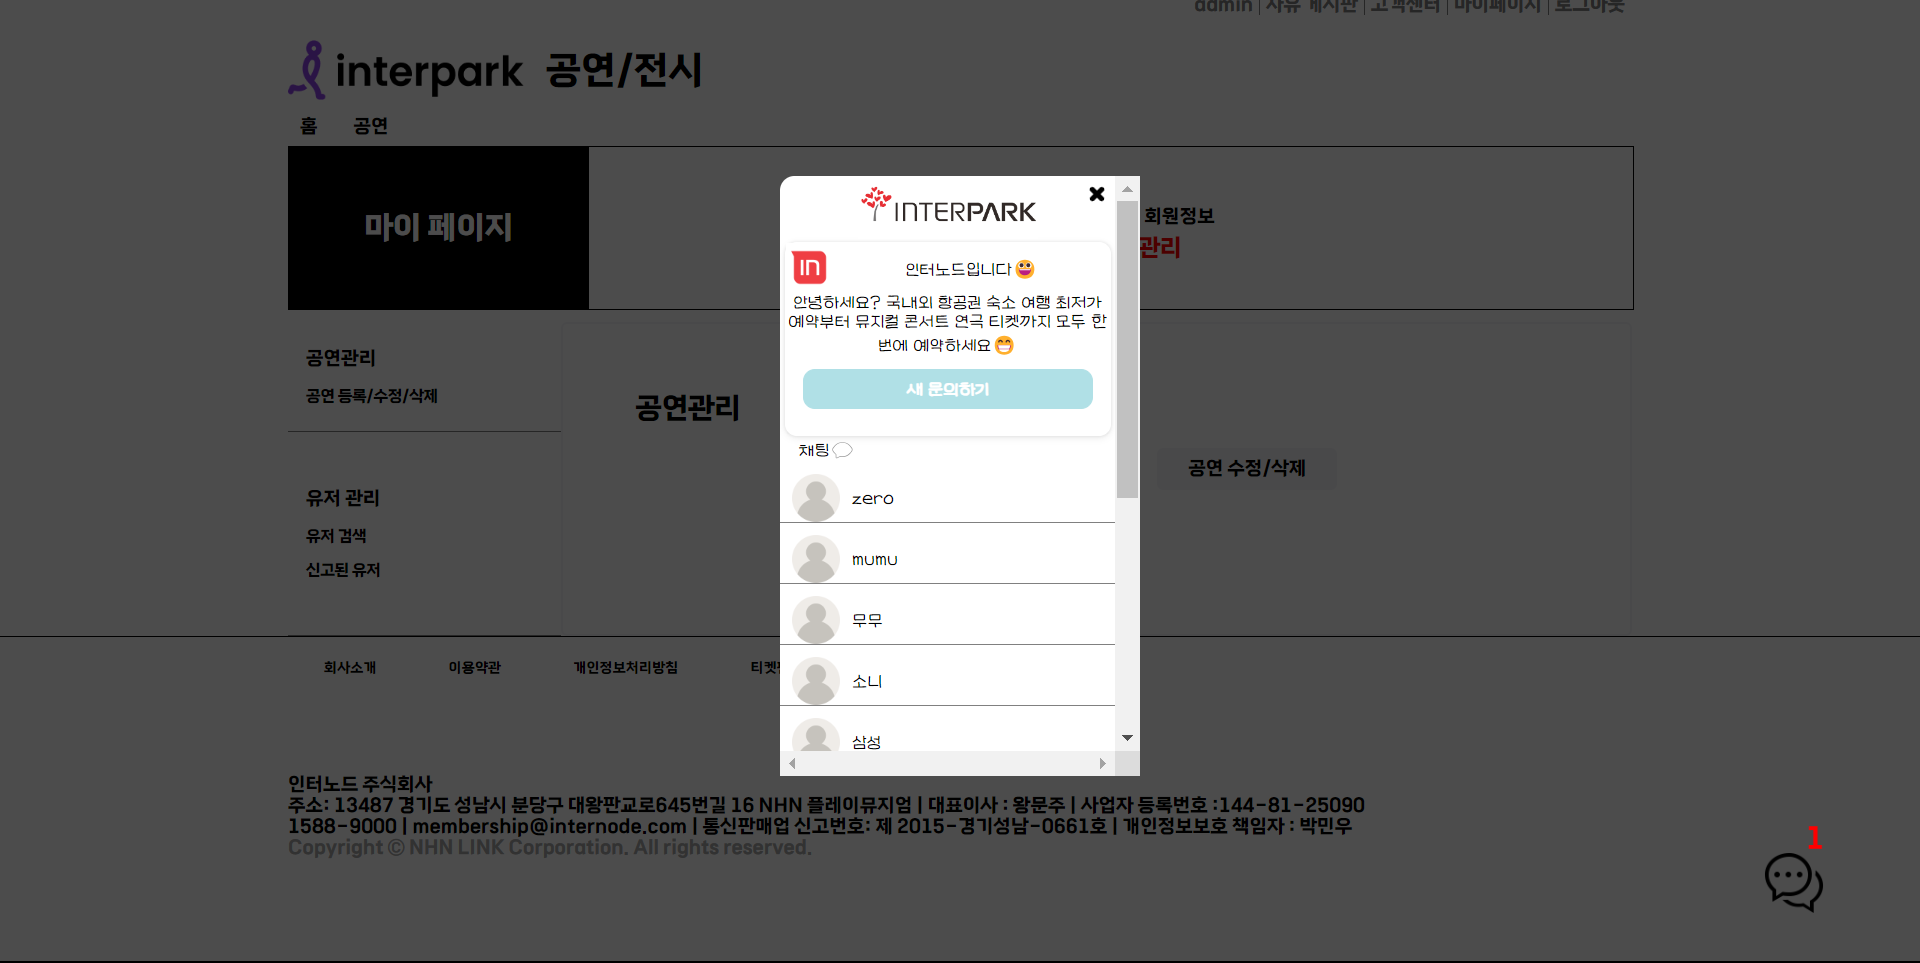 admin | 자유 게시판 | 고객센터 | 마이페이지 | 로그아웃
interpark 공연/전시
홈 공연
마이 페이지
회원정보
관리
INTERPARK
IN
인터노드입니다😀
안녕하세요? 국내외 항공권 숙소 여행 최저가
예약부터 뮤지컬 콘서트 연극 티켓까지 모두 한
번에 예약하세요😁
새 문의하기
채팅
zero
mumu
무무
소니
삼성
공연관리
공연 등록/수정/삭제
유저 관리
유저 검색
신고된 유저
공연관리
공연 수정/삭제
회사소개 이용약관 개인정보처리방침
인터노드 주식회사
주소: 13487 경기도 성남시 분당구 대왕판교로645번길 16 NHN 플레이뮤지엄 | 대표이사 : 왕문주 | 사업자 등록번호 :144-81-25090
1588-9000 | membership@internode.com | 통신판매업 신고번호: 제 2015-경기성남-0661호 | 개인정보보호 책임자 : 박민우
Copyright © NHN LINK Corporation. All rights reserved.
1